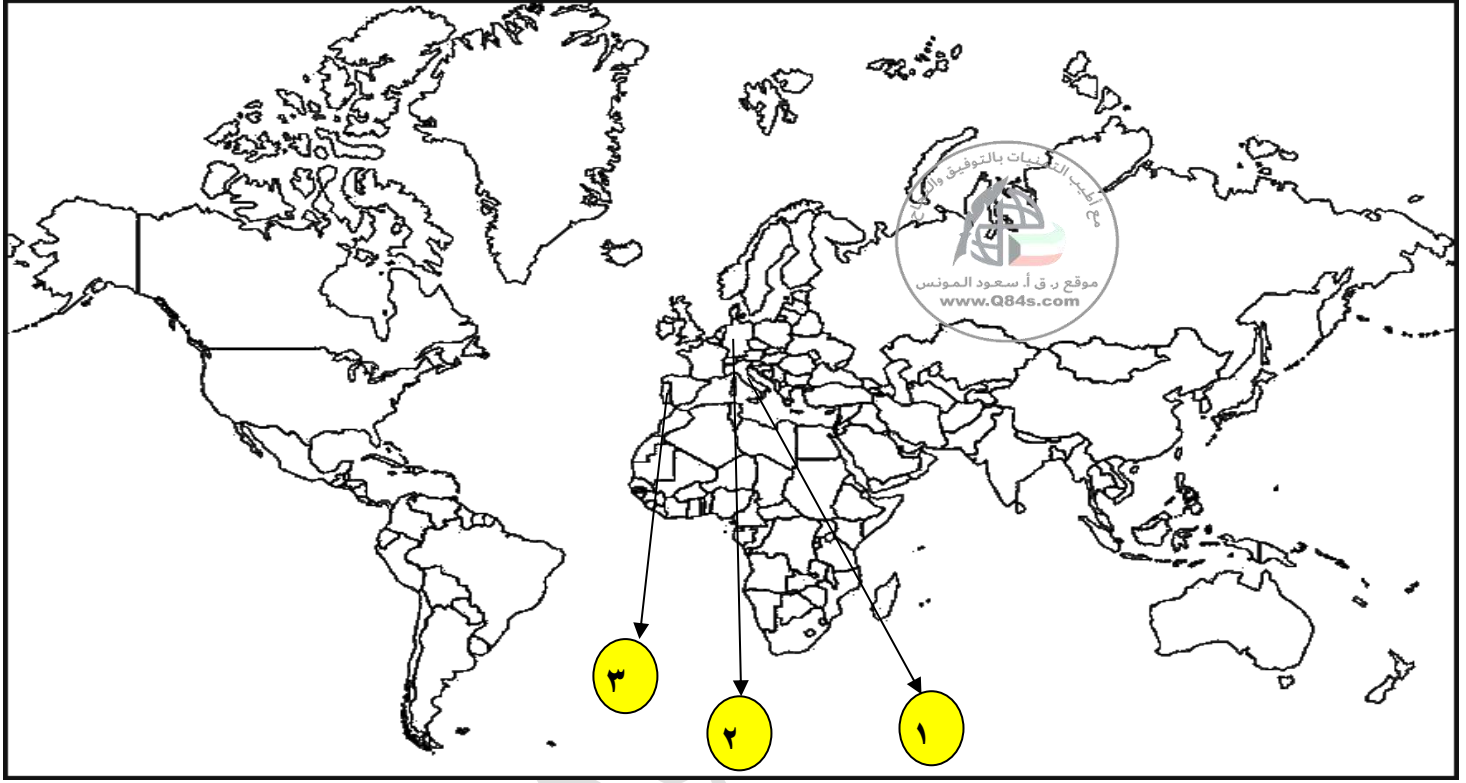 مع أطيب التمنيات بالتوفيق والنجاح
موقع ر. ق أ. سعود المونس
www.Q84s.com
٣
٢
١